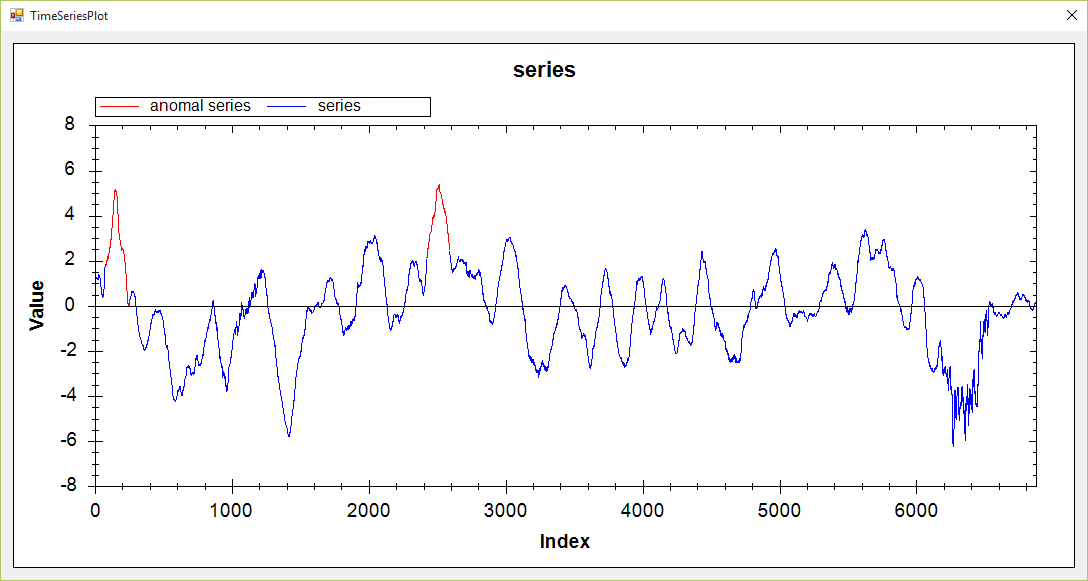 TimeSeriesPlot
series
anomal series series
8
6
4
2
0
-2
-4
-6
-8
Value
0 1000 2000 3000 4000 5000 6000
Index